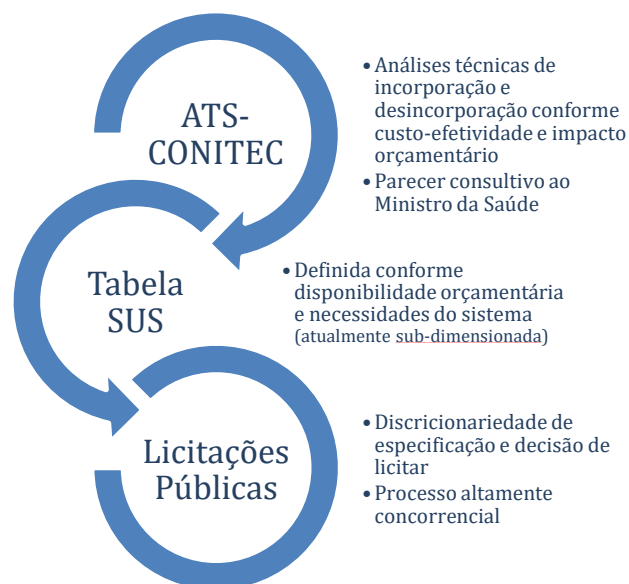 ATS-
CONITEC
•Análises técnicas de
incorporação e
desincorporação conforme
custo-efetividade e impacto
orçamentário
•Parecer consultivo ao
Ministro da Saúde
Tabela
SUS
•Definida conforme
disponibilidade orçamentária
e necessidades do sistema
(atualmente sub-dimensionada)
Licitações
Públicas
•Discricionariedade de
especificação e decisão de
licitar
•Processo altamente
concorrencial